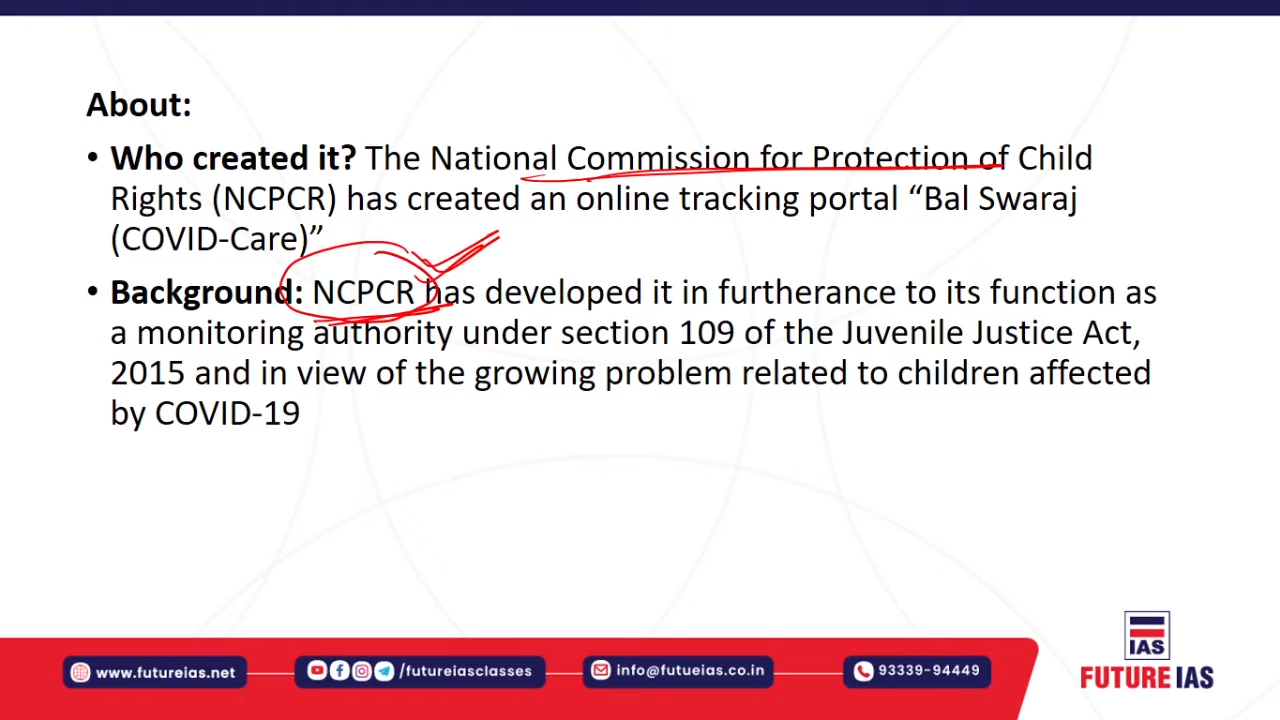 About:
• Who created it? The National Commission for Protection of Child
Rights (NCPCR) has created an online tracking portal “Bal Swaraj
(COVID-Care)”
• Background: NCPCR has developed it in furtherance to its function as
a monitoring authority under section 109 of the Juvenile Justice Act,
2015 and in view of the growing problem related to children affected
by COVID-19
IAS
FUTURE IAS
www.futureias.net
/futureiasclasses
info@futueias.co.in
93339-94449